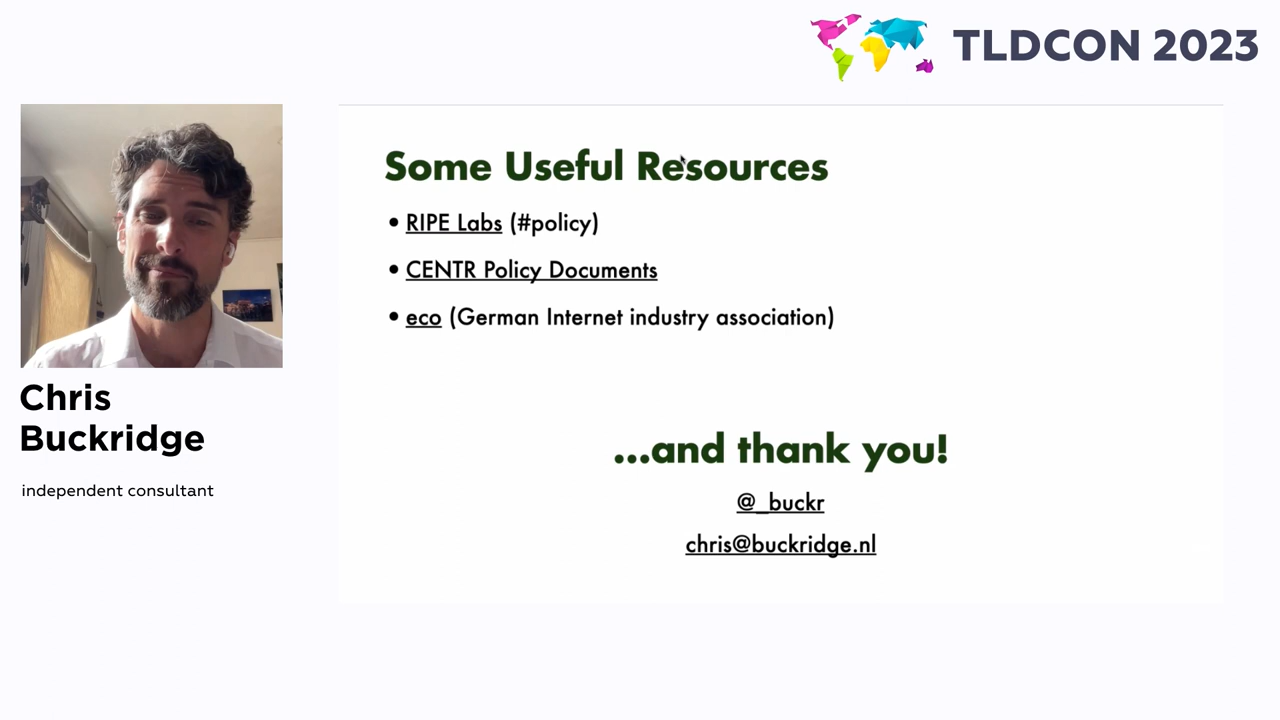 TLDCON 2023
Some Useful Resources
• RIPE Labs (#policy)
• CENTR Policy Documents
• eco (German Internet industry association)
...and thank you!
@_buckr
chris@buckridge.nl
Chris
Buckridge
independent consultant